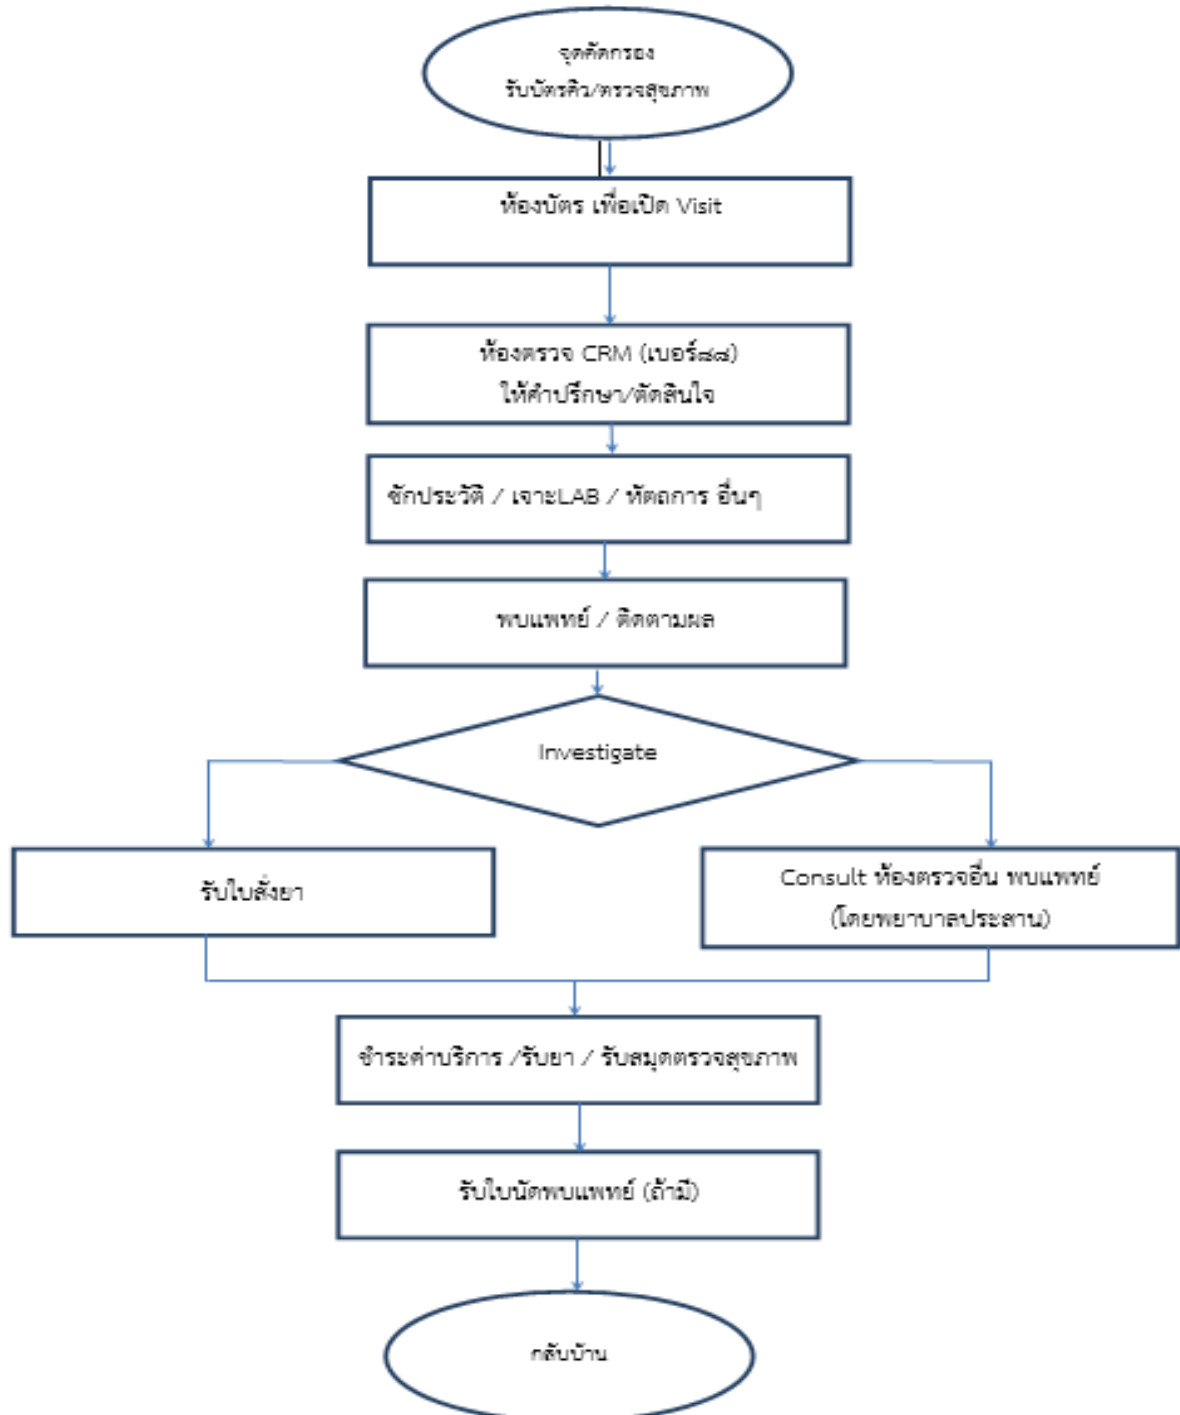 จุดคัดกรอง
รับบัตรคิว/ตรวจสุขภาพ
ห้องบัตร เพื่อเปิด Visit
ห้องตรวจ CRM (เบอร์๘๘)
ให้คำปรึกษา/ตัดสินใจ
ซักประวัติ / เจาะLAB / หัตถการ อื่นๆ
พบแพทย์ / ติดตามผล
Investigate
รับใบสั่งยา
Consult ห้องตรวจอื่น พบแพทย์
(โดยพยาบาลประสาน)
ชำระค่าบริการ /รับยา / รับสมุดตรวจสุขภาพ
รับใบนัดพบแพทย์ (ถ้ามี)
กลับบ้าน